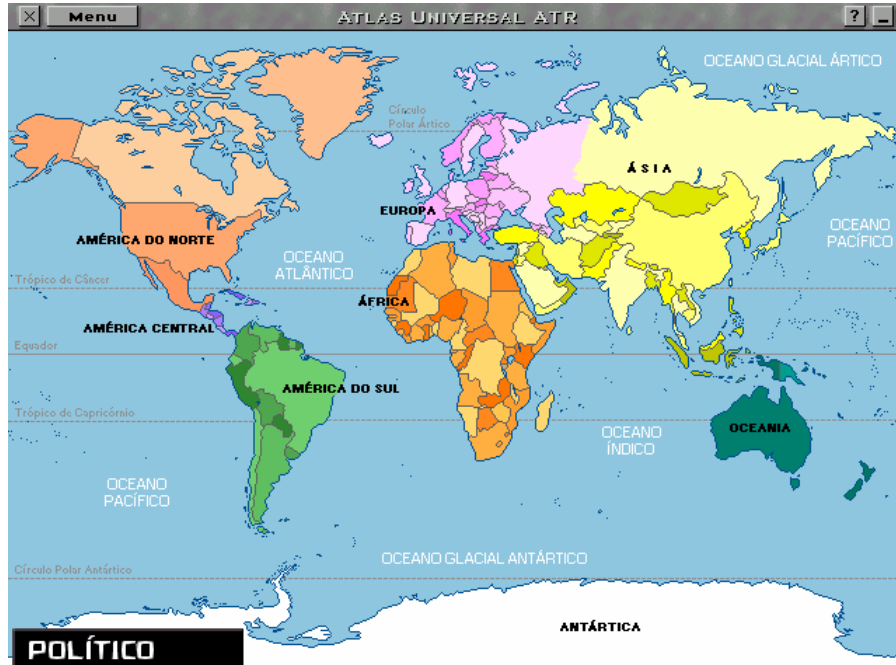 Menu
ATLAS UNIVERSAL ATR
?
OCEANO GLACIAL ÁRTICO
Círculo
Polar Ártico
ÁSIA
EUROPA
AMÉRICA DO NORTE
OCEANO
PACÍFICO
OCEANO
ATLÂNTICO
Trópico de Câncer
ÁFRICA
AMÉRICA CENTRAL
Equador
AMÉRICA DO SUL
Trópico de Capricórnio
OCEANIA
OCEANO
ÍNDICO
OCEANO
PACÍFICO
OCEANO GLACIAL ANTÁRTICO
Círculo Polar Antártico
ANTÁRTICA
POLÍTICO